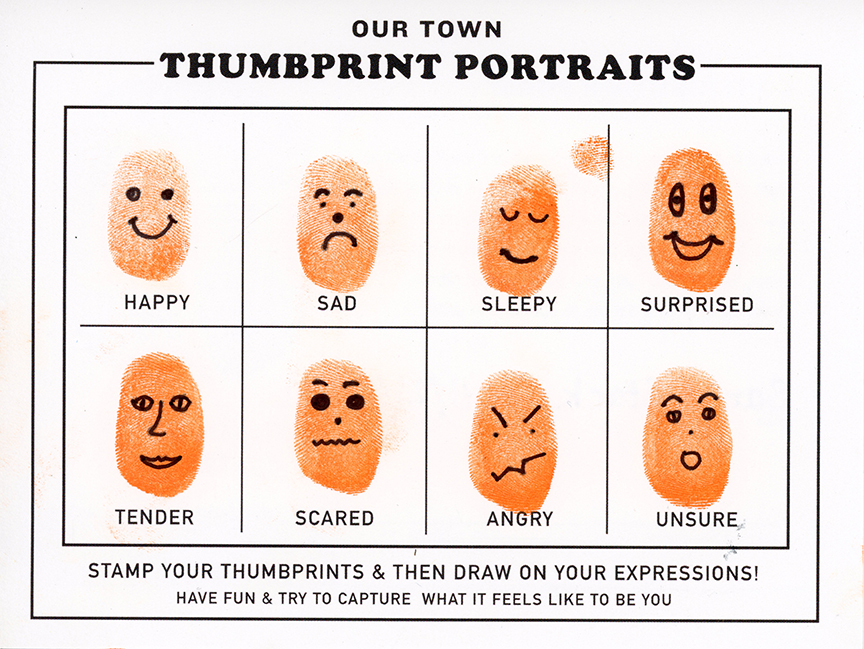 OUR TOWN
THUMBPRINT PORTRAITS
HAPPY SAD SLEEPY SURPRISED
TENDER SCARED ANGRY UNSURE
STAMP YOUR THUMBPRINTS & THEN DRAW ON YOUR EXPRESSIONS!
HAVE FUN & TRY TO CAPTURE WHAT IT FEELS LIKE TO BE YOU